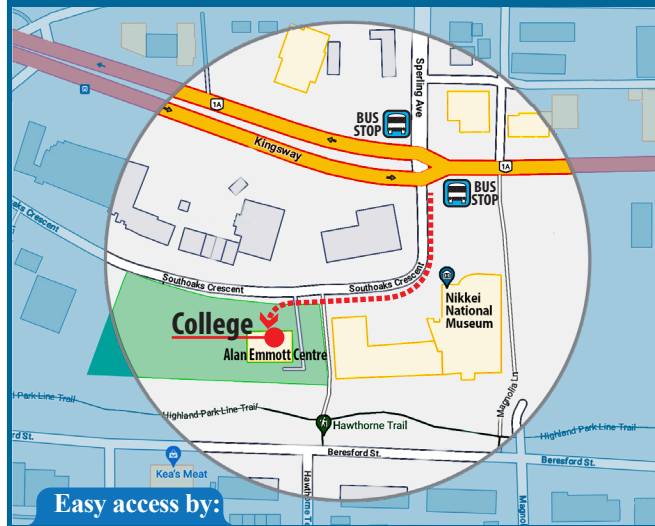 Sperling Ave
1A
BUS
STOP
Kingsway
1A
BUS
STOP
oaks Crescent
Southoaks Crescent
Southoaks Crescent
Nikkei
National
Museum
College
Alan Emmott Centre
Magnolia Ln
d Park Line Trail
Highland Park Line Trail
Hawthorne Trail
Highland Park Line Trail
rd St.
Beresford St.
Beresford St.
Kea's Meat
Hawthorne T
Magnol
Easy access by: